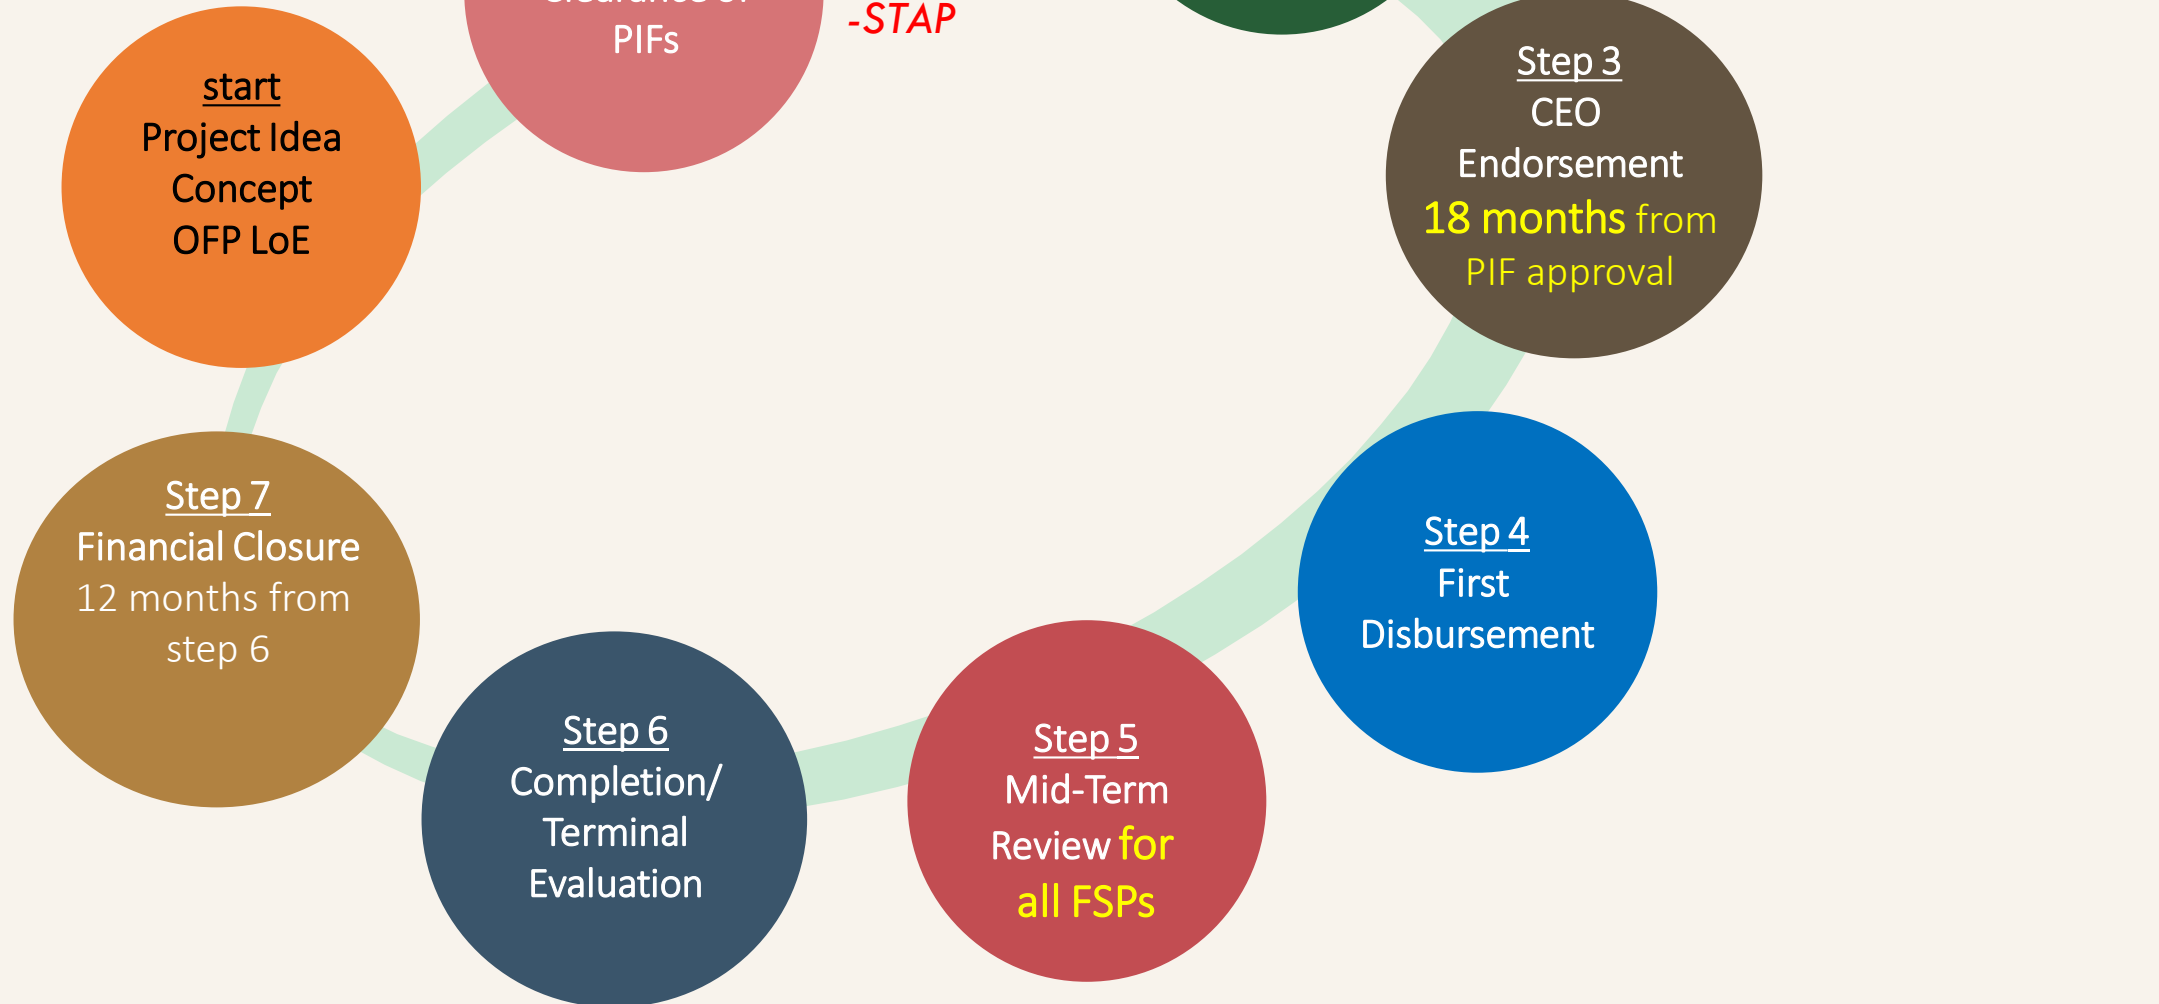 PIFs
-STAP
start
Project Idea
Concept
OFP LoE
Step 3
CEO
Endorsement
18 months from
PIF approval
Step 4
First
Disbursement
Step 5
Mid-Term
Review for
all FSPs
Step 6
Completion/
Terminal
Evaluation
Step 7
Financial Closure
12 months from
step 6